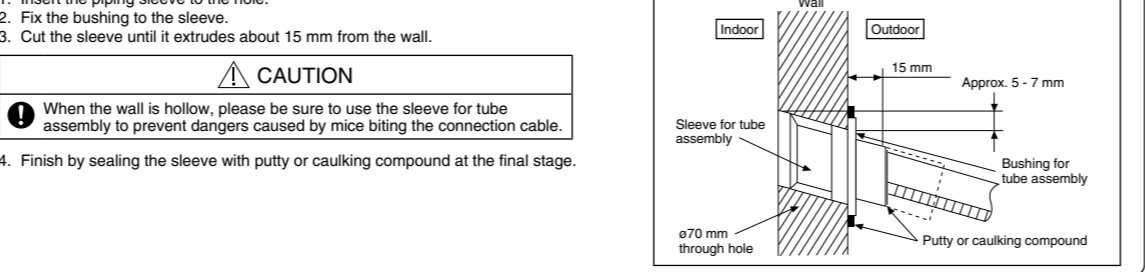 1. Insert the piping sleeve to the hole.
2. Fix the bushing to the sleeve.
3. Cut the sleeve until it extrudes about 15 mm from the wall.
CAUTION
When the wall is hollow, please be sure to use the sleeve for tube
assembly to prevent dangers caused by mice biting the connection cable.
4. Finish by sealing the sleeve with putty or caulking compound at the final stage.
Wall
Indoor
Outdoor
15 mm
Approx. 5 - 7 mm
Sleeve for tube
assembly
Bushing for
tube assembly
ø70 mm
through hole
Putty or caulking compound